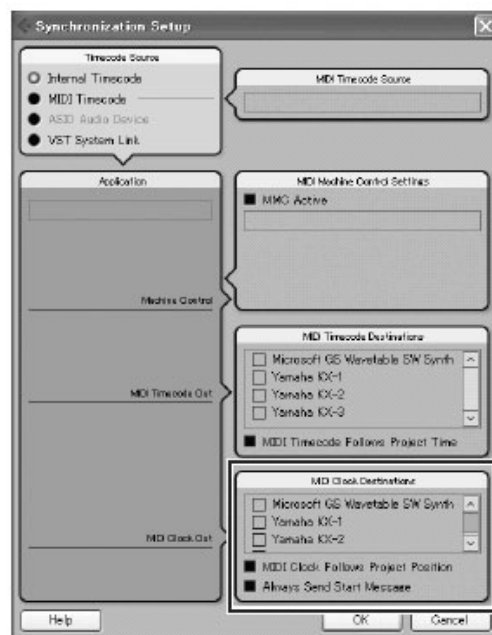 Synchronization Setup
Timecode Source
Internal Timecode
MIDI Timecode
ASIO Audio Device
VST System Link
MIDI Timecode Source
Application
Machine Control
MIDI Timecode Out
MIDI Clock Out
MIDI Machine Control Settings
MMC Active
MIDI Timecode Destinations
Microsoft GS Wavetable SW Synth
Yamaha KX-1
Yamaha KX-2
Yamaha KX-3
MIDI Timecode Follows Project Time
MIDI Clock Destinations
Microsoft GS Wavetable SW Synth
Yamaha KX-1
Yamaha KX-2
MIDI Clock Follows Project Position
Always Send Start Message
Help
OK
Cancel